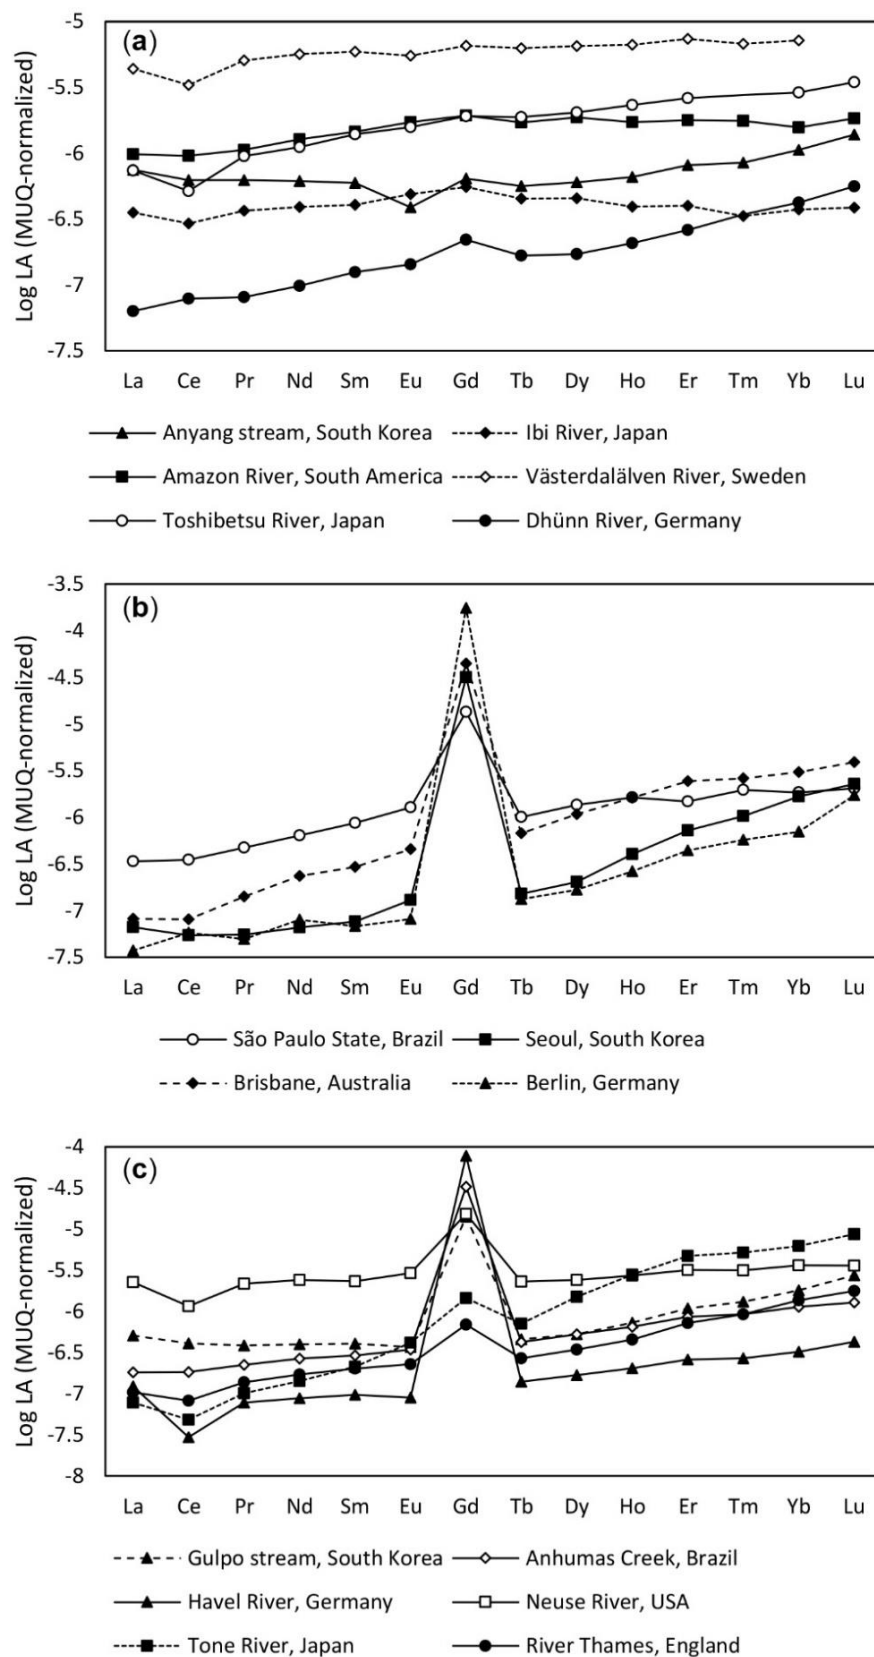 (a)
Log LA (MUQ-normalized)
-5
-5.5
-6
-6.5
-7
-7.5
La Ce Pr Nd Sm Eu Gd Tb Dy Ho Er Tm Yb Lu
Anyang stream, South Korea Ibi River, Japan
Amazon River, South America Västerdalälven River, Sweden
Toshibetsu River, Japan Dhünn River, Germany
(b)
Log LA (MUQ-normalized)
-3.5
-4
-4.5
-5
-5.5
-6
-6.5
-7
-7.5
La Ce Pr Nd Sm Eu Gd Tb Dy Ho Er Tm Yb Lu
São Paulo State, Brazil Seoul, South Korea
Brisbane, Australia Berlin, Germany
(c)
Log LA (MUQ-normalized)
-4
-4.5
-5
-5.5
-6
-6.5
-7
-7.5
-8
La Ce Pr Nd Sm Eu Gd Tb Dy Ho Er Tm Yb Lu
Gulpo stream, South Korea Anhumas Creek, Brazil
Havel River, Germany Neuse River, USA
Tone River, Japan River Thames, England